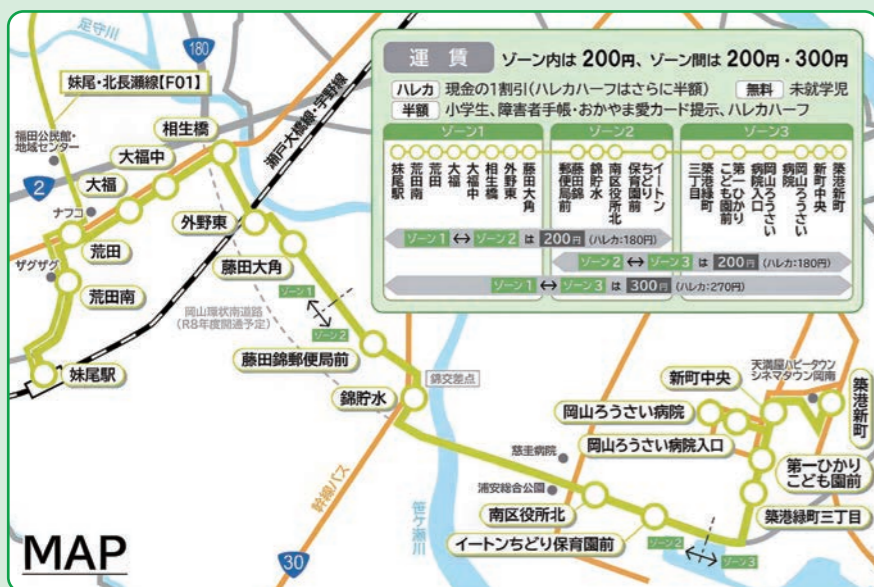 足守川
180
妹尾・北長瀬線【F01】
福田公民館・
地域センター
2
ナフコ
ザグザグ
相生橋
大福中
大福
荒田
荒田南
妹尾駅
瀬戸大橋線・宇野線
外野東
藤田大角
岡山環状南道路
(R8年度開通予定)
ゾーン1
ゾーン2
藤田錦郵便局前
錦貯水
錦交差点
幹線バス
30
笹ケ瀬川
慈圭病院
浦安総合公園
南区役所北
イートンちどり保育園前
ゾーン2
ゾーン3
新町中央
天満屋ハピータウン
シネマタウン岡南
築港新町
岡山ろうさい病院
岡山ろうさい病院入口
第一ひかり
こども園前
築港緑町三丁目
MAP
運賃 ゾーン内は200円、ゾーン間は200円・300円
ハレカ 現金の1割引(ハレカハーフはさらに半額) 無料 未就学児
半額 小学生、障害者手帳・おかやま愛カード提示、ハレカハーフ
ゾーン1 ゾーン2 ゾーン3
妹尾駅
荒田南
荒田
大福
大福中
相生橋
外野東
藤田大角
藤田錦
郵便局前
錦貯水
南区役所北
イートン
ちどり
保育園前
築港緑町
三丁目
第一ひかり
こども園前
岡山ろうさい
病院入口
岡山ろうさい
病院
新町中央
築港新町
ゾーン1 ↔ ゾーン2 は 200円 (ハレカ:180円)
ゾーン2 ↔ ゾーン3 は 200円 (ハレカ:180円)
ゾーン1 ↔ ゾーン3 は 300円 (ハレカ:270円)